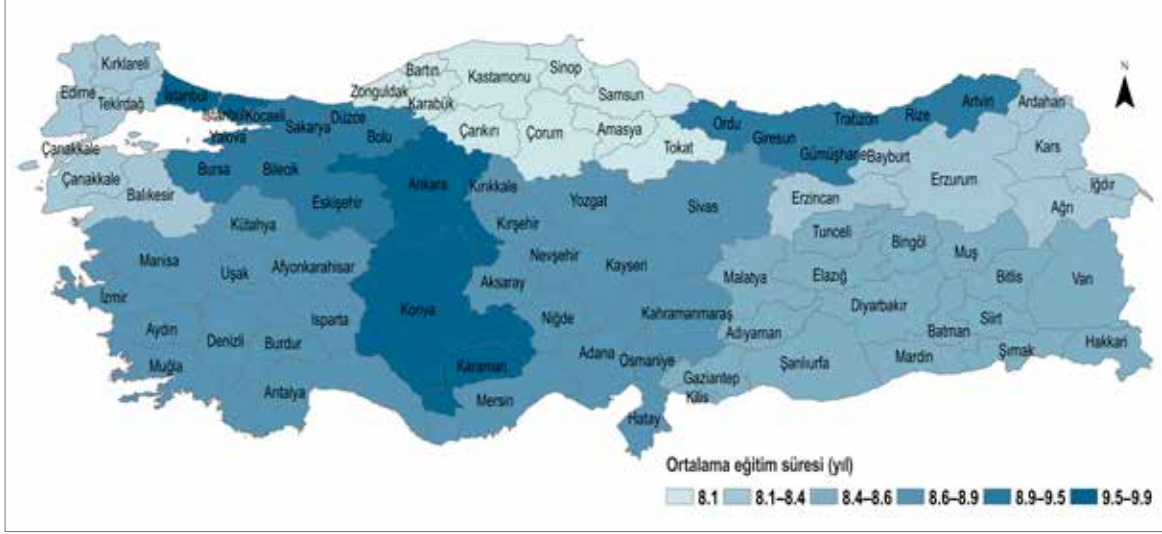 N
Kırklareli
Edirne
Tekirdağ
İstanbul
İstanbul
Kocaeli
Yalova
Sakarya
Düzce
Bolu
Zonguldak
Bartın
Karabük
Kastamonu
Sinop
Samsun
Çankırı
Çorum
Amasya
Tokat
Ordu
Giresun
Trabzon
Rize
Artvin
Ardahan
Gümüşhane
Bayburt
Kars
Erzurum
Iğdır
Ağrı
Erzincan
Çanakkale
Çanakkale
Balıkesir
Bursa
Bilecik
Eskişehir
Ankara
Kırıkkale
Yozgat
Sivas
Kırşehir
Kütahya
Manisa
Uşak
Afyonkarahisar
Nevşehir
Kayseri
Aksaray
Tunceli
Bingöl
Muş
Malatya
Elazığ
Bitlis
Van
İzmir
Konya
Isparta
Niğde
Kahramanmaraş
Diyarbakır
Siirt
Batman
Aydın
Denizli
Burdur
Adıyaman
Hakkari
Muğla
Karaman
Adana
Osmaniye
Şanlıurfa
Mardin
Şırnak
Antalya
Mersin
Gaziantep
Kilis
Hatay
Ortalama eğitim süresi (yıl)
8.1 8.1–8.4 8.4–8.6 8.6–8.9 8.9–9.5 9.5–9.9